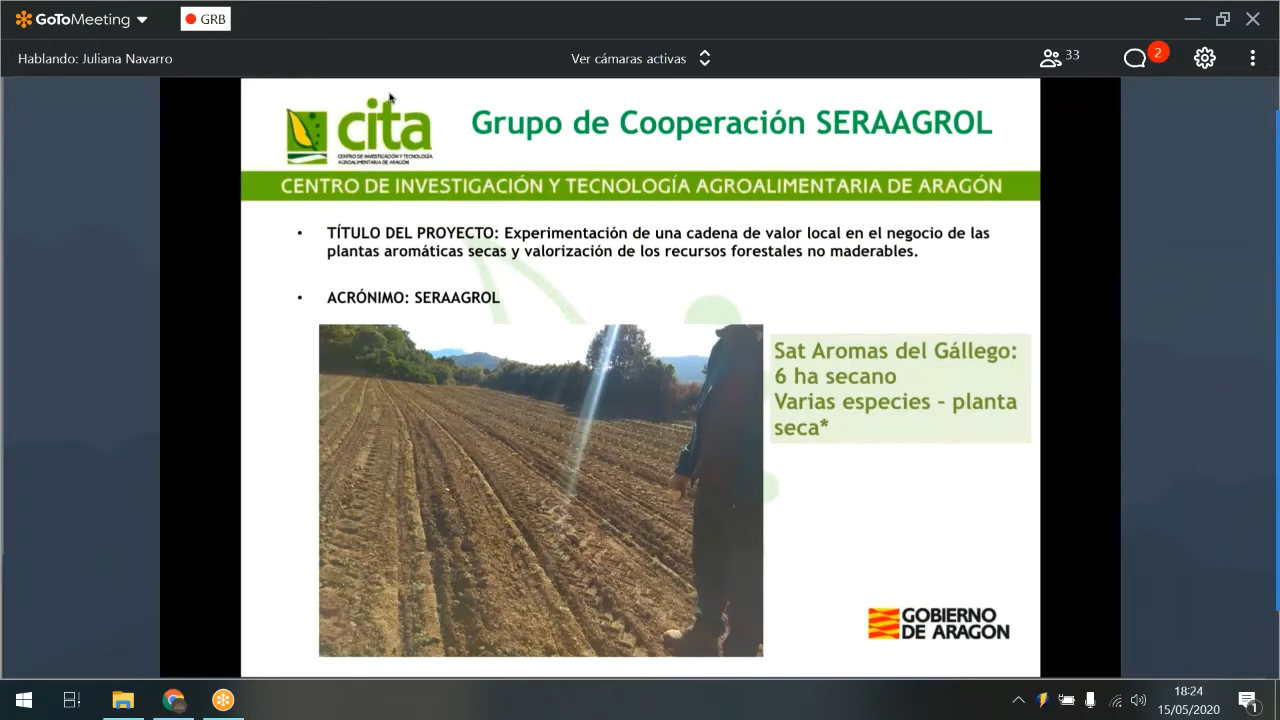 GoToMeeting
GRB
Hablando: Juliana Navarro
Ver cámaras activas
33
2
cita
CENTRO DE INVESTIGACIÓN Y TECNOLOGÍA
AGROALIMENTARIA DE ARAGÓN
Grupo de Cooperación SERAAGROL
CENTRO DE INVESTIGACIÓN Y TECNOLOGÍA AGROALIMENTARIA DE ARAGÓN
• TÍTULO DEL PROYECTO: Experimentación de una cadena de valor local en el negocio de las
plantas aromáticas secas y valorización de los recursos forestales no maderables.
• ACRÓNIMO: SERAAGROL
Sat Aromas del Gállego:
6 ha secano
Varias especies - planta
seca*
GOBIERNO
DE ARAGON
18:24
15/05/2020
1